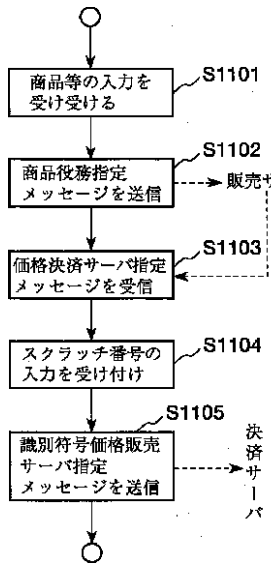 商品等の入力を
受け受ける
S1101
商品役務指定
メッセージを送信
S1102
販売サ
価格決済サーバ指定
メッセージを受信
S1103
スクラッチ番号の
入力を受け付け
S1104
識別符号価格販売
サーバ指定
メッセージを送信
S1105
決済サーバ